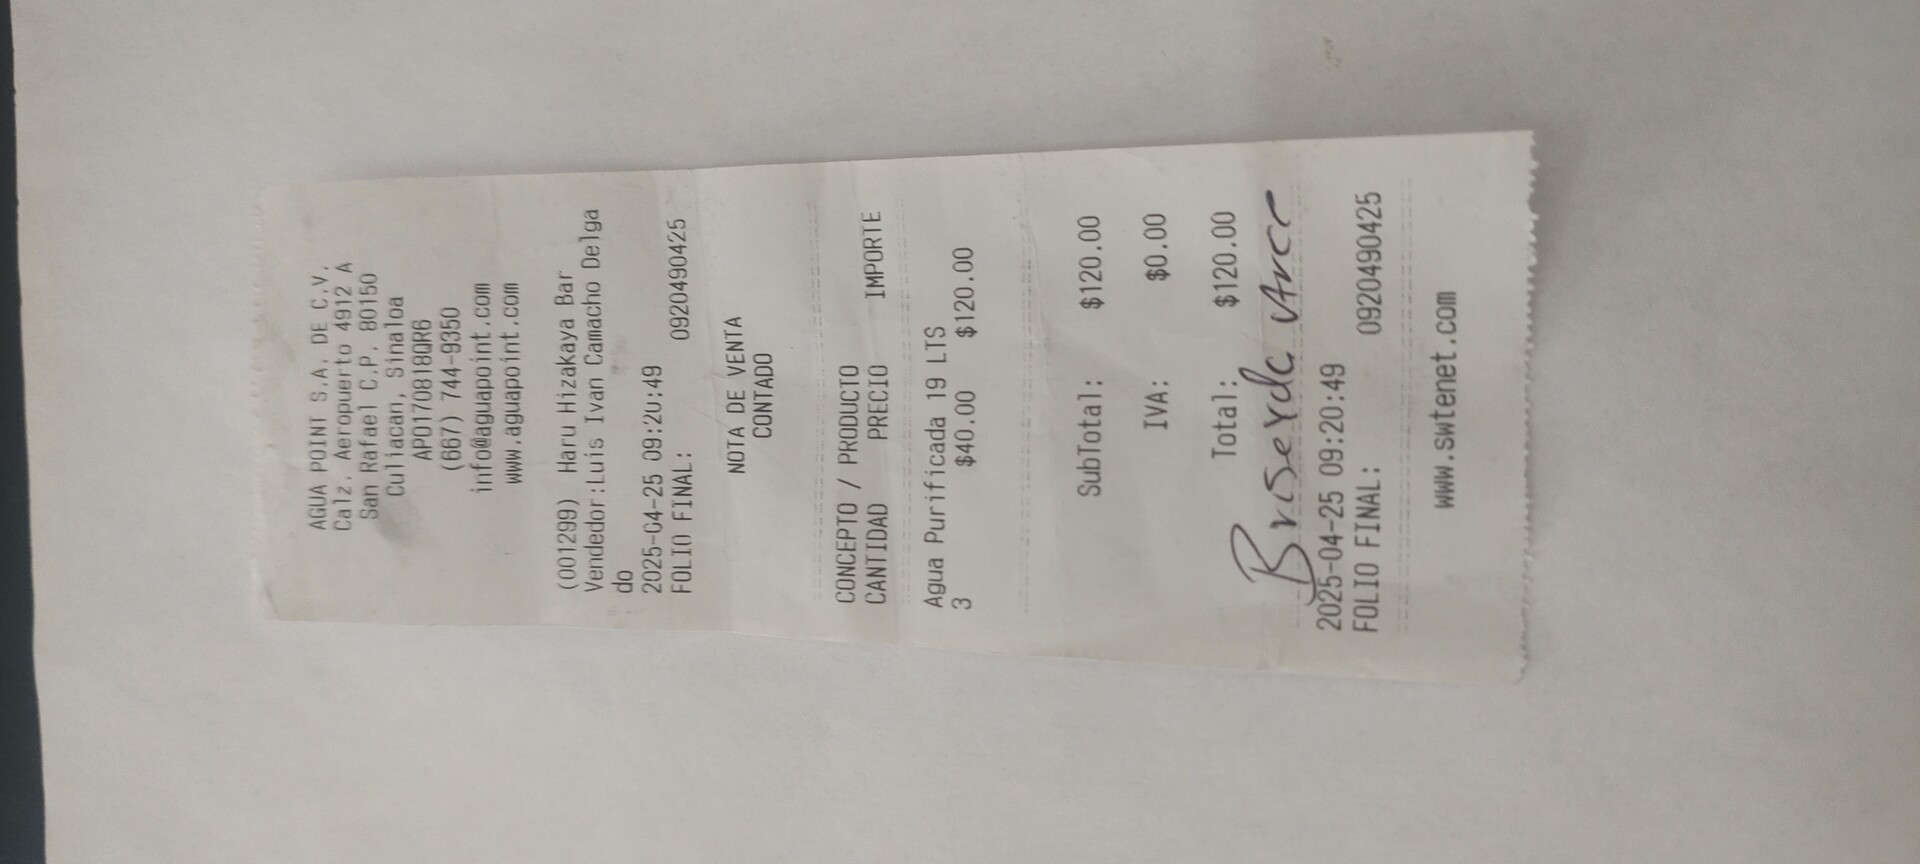 AGUA POINT S.A. DE C.V.
Calz. Aeropuerto 4912 A
San Rafael C.P. 80150
Culiacan, Sinaloa
APO170818QR6
(667) 744-9350
info@aguapoint.com
www.aguapoint.com
(001299) Haru Hizakaya Bar
Vendedor:Luis Ivan Camacho Delga
do
2025-04-25 09:20:49
FOLIO FINAL: 0920490425
NOTA DE VENTA
CONTADO
CONCEPTO / PRODUCTO
CANTIDAD PRECIO IMPORTE
Agua Purificada 19 LTS
3 $40.00 $120.00
SubTotal: $120.00
IVA: $0.00
Total: $120.00
Briseyda Arce
2025-04-25 09:20:49
FOLIO FINAL: 0920490425
www.swtenet.com